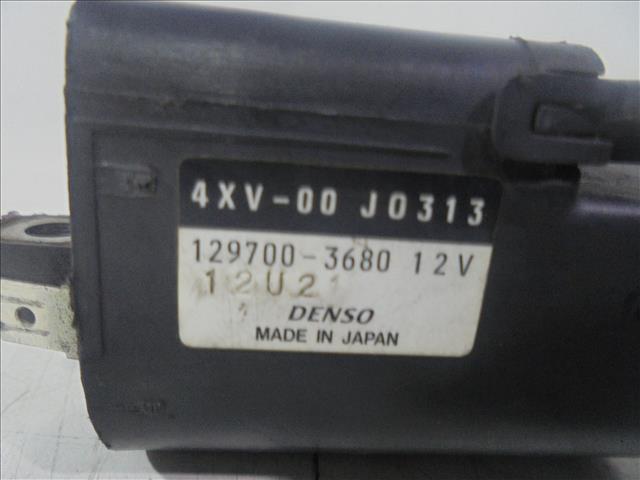 4XV-00 J0313
129700-3680 12V
12U2
DENSO
MADE IN JAPAN